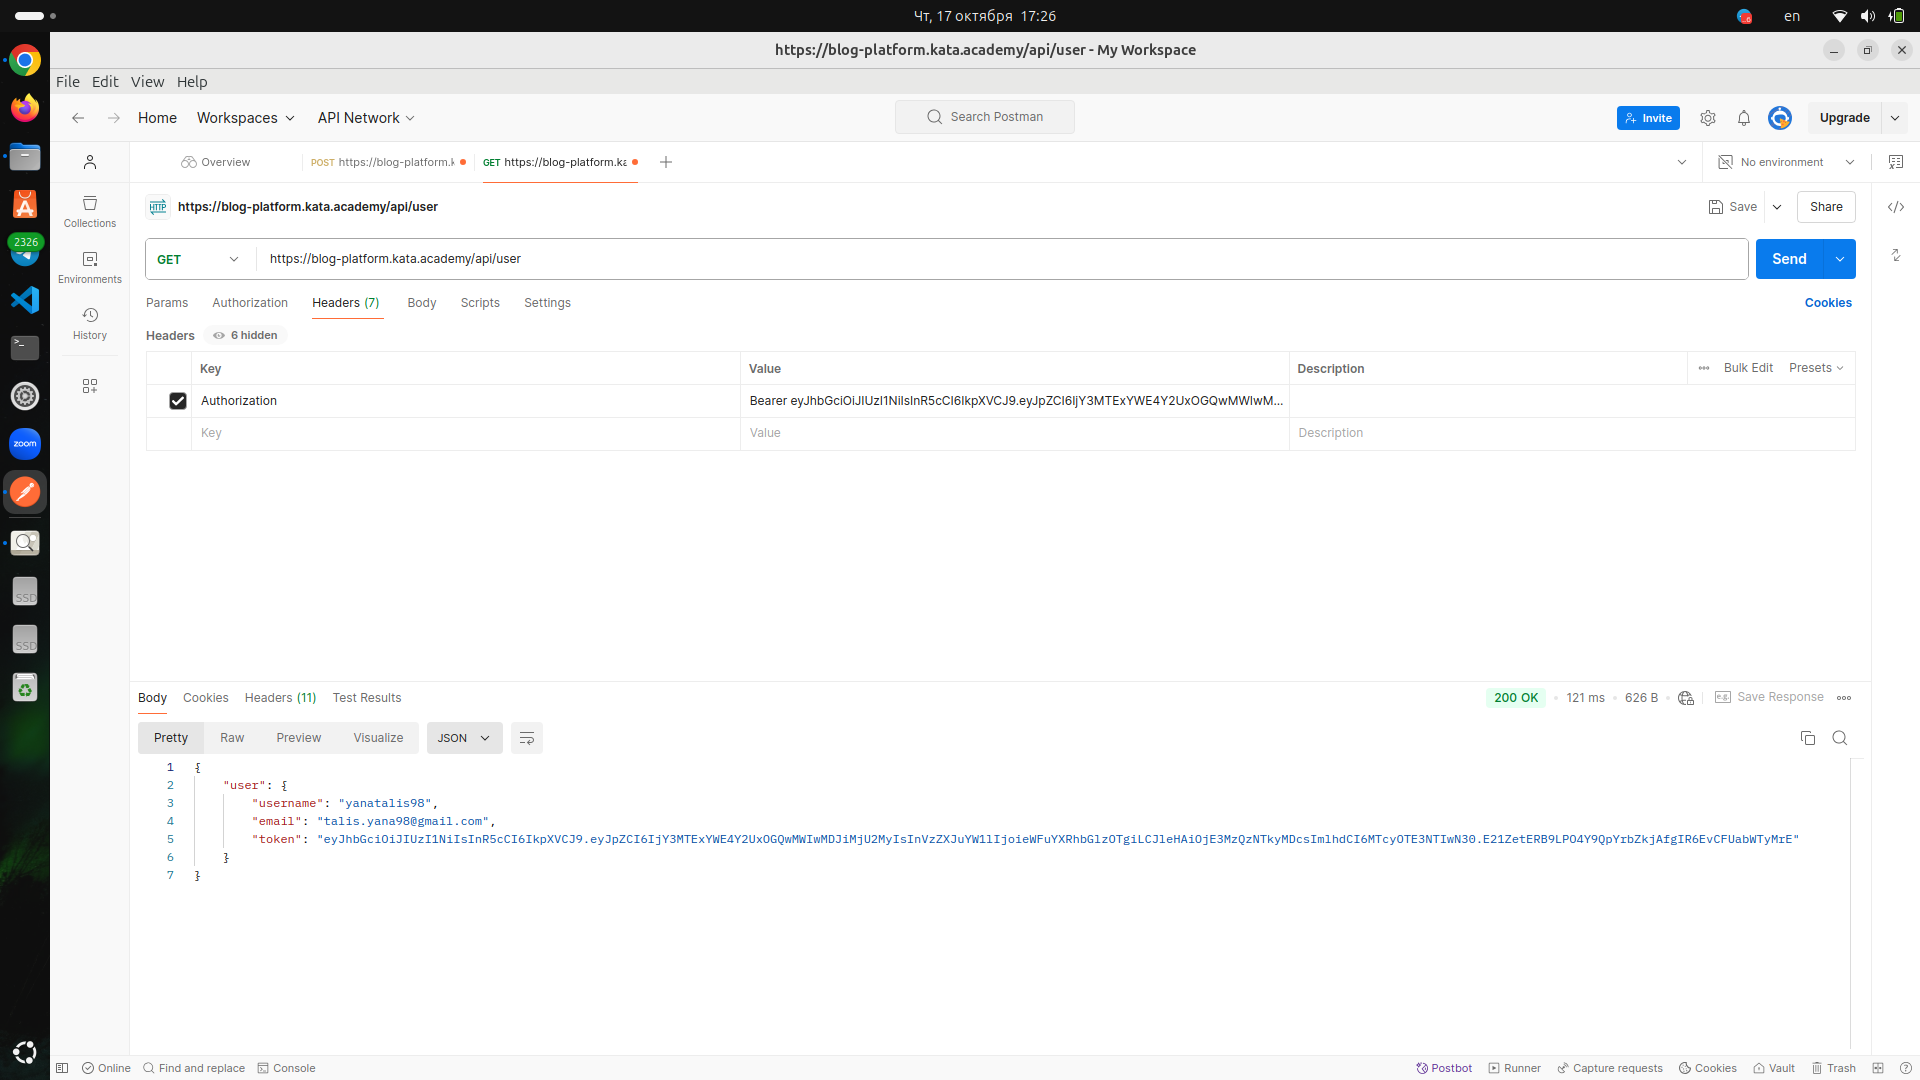 Чт, 17 октября 17:26
en
https://blog-platform.kata.academy/api/user - My Workspace
File Edit View Help
Home Workspaces API Network
Search Postman
Invite
Upgrade
Overview
POST https://blog-platform.k
GET https://blog-platform.ka
No environment
2326
zoom
SSD
SSD
Collections
Environments
History
HTTP https://blog-platform.kata.academy/api/user
Save
Share
GET https://blog-platform.kata.academy/api/user
Send
Params Authorization Headers (7) Body Scripts Settings
Cookies
Headers 6 hidden
Key Value Description
Bulk Edit Presets
Authorization Bearer eyJhbGciOiJIUzI1NiIsInR5cCI6IkpXVCJ9.eyJpZCI6IjY3MTExYWE4Y2UxOGQwMWIwM...
Key Value Description
Body Cookies Headers (11) Test Results
200 OK 121 ms 626 B
e.g. Save Response
Pretty Raw Preview Visualize JSON
1 {
2 "user": {
3 "username": "yanatalis98",
4 "email": "talis.yana98@gmail.com",
5 "token": "eyJhbGciOiJIUzI1NiIsInR5cCI6IkpXVCJ9.eyJpZCI6IjY3MTExYWE4Y2UxOGQwMWIwMDJiMjU2MyIsInVzZXJuYW1lIjoieWFuYXRhbGlzOTgiLCJleHAiOjE3MzQzNTkyMDcsImlhdCI6MTcyOTE3NTIwN30.E21ZetERB9LPO4Y9QpYrbZkjAfgIR6EvCFUabWTyMrE"
6 }
7 }
Online Find and replace Console
Postbot Runner Capture requests Cookies Vault Trash